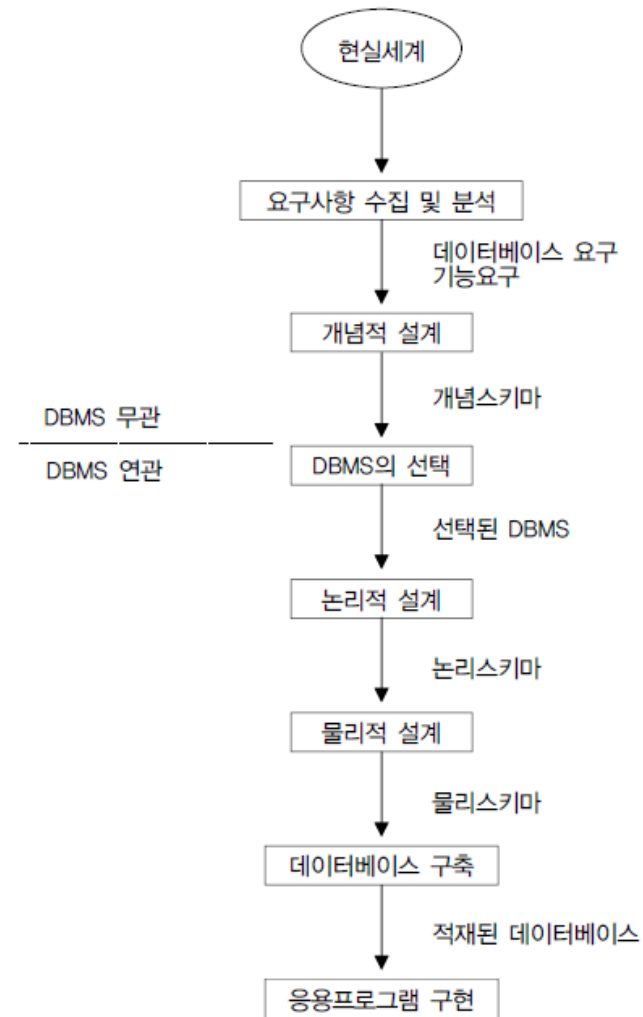 현실세계
요구사항 수집 및 분석
데이터베이스 요구
기능요구
개념적 설계
개념스키마
DBMS 무관
DBMS 연관
DBMS의 선택
선택된 DBMS
논리적 설계
논리스키마
물리적 설계
물리스키마
데이터베이스 구축
적재된 데이터베이스
응용프로그램 구현